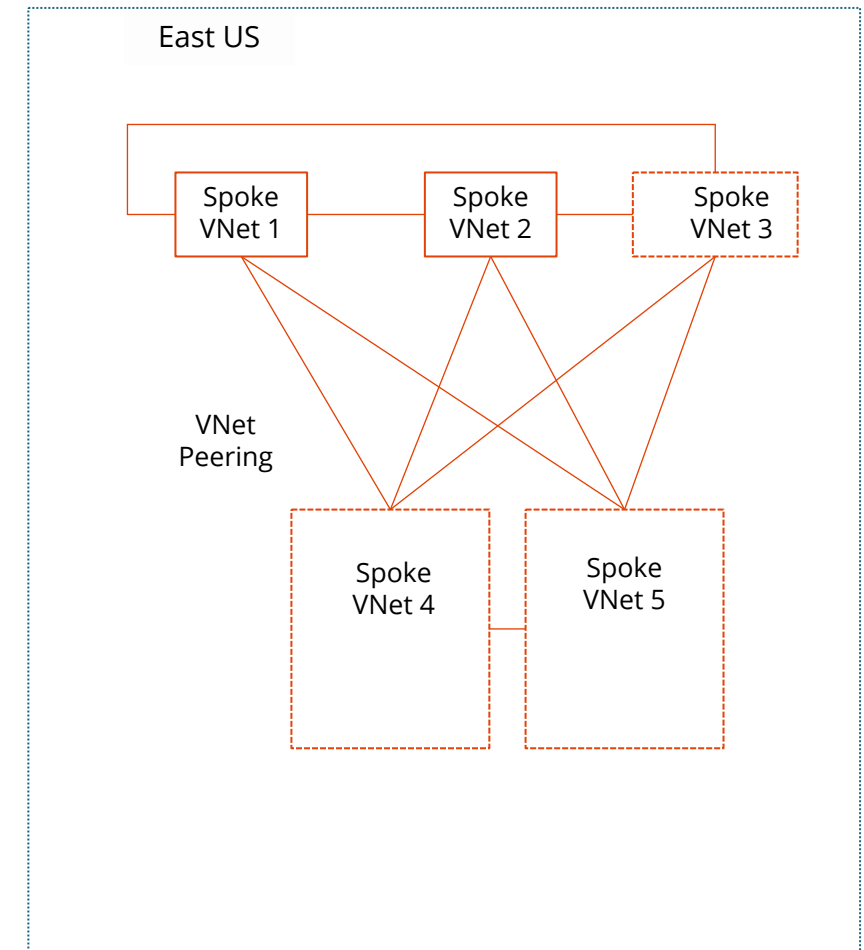 East US
Spoke
VNet 1
Spoke
VNet 2
Spoke
VNet 3
VNet
Peering
Spoke
VNet 4
Spoke
VNet 5